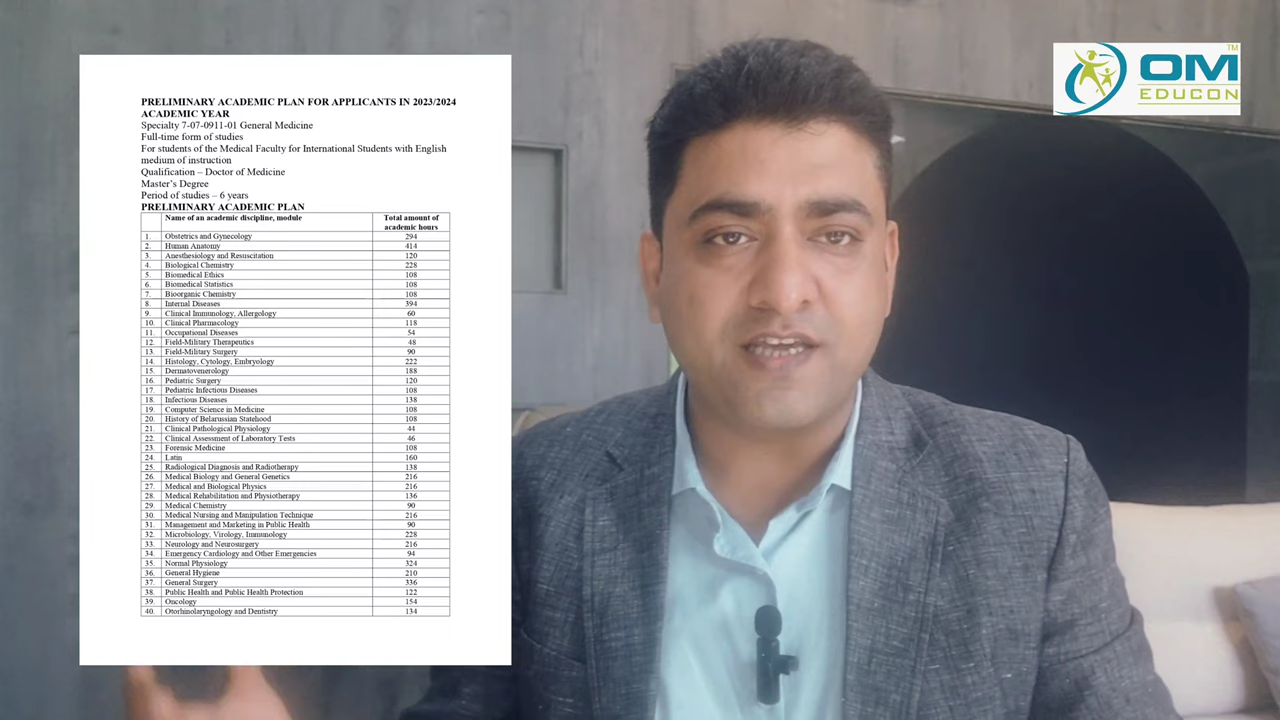 PRELIMINARY ACADEMIC PLAN FOR APPLICANTS IN 2023/2024
ACADEMIC YEAR
Specialty 7-07-0911-01 General Medicine
Full-time form of studies
For students of the Medical Faculty for International Students with English
medium of instruction
Qualification – Doctor of Medicine
Master's Degree
Period of studies – 6 years
PRELIMINARY ACADEMIC PLAN
Name of an academic discipline, module Total amount of
academic hours
1. Obstetrics and Gynecology 294
2. Human Anatomy 414
3. Anesthesiology and Resuscitation 120
4. Biological Chemistry 228
5. Biomedical Ethics 108
6. Biomedical Statistics 108
7. Bioorganic Chemistry 108
8. Internal Diseases 394
9. Clinical Immunology, Allergology 60
10. Clinical Pharmacology 118
11. Occupational Diseases 54
12. Field-Military Therapeutics 48
13. Field-Military Surgery 90
14. Histology, Cytology, Embryology 222
15. Dermatovenerology 188
16. Pediatric Surgery 120
17. Pediatric Infectious Diseases 108
18. Infectious Diseases 138
19. Computer Science in Medicine 108
20. History of Belarussian Statehood 108
21. Clinical Pathological Physiology 44
22. Clinical Assessment of Laboratory Tests 46
23. Forensic Medicine 108
24. Latin 160
25. Radiological Diagnosis and Radiotherapy 138
26. Medical Biology and General Genetics 216
27. Medical and Biological Physics 216
28. Medical Rehabilitation and Physiotherapy 136
29. Medical Chemistry 90
30. Medical Nursing and Manipulation Technique 216
31. Management and Marketing in Public Health 90
32. Microbiology, Virology, Immunology 228
33. Neurology and Neurosurgery 216
34. Emergency Cardiology and Other Emergencies 94
35. Normal Physiology 324
36. General Hygiene 210
37. General Surgery 336
38. Public Health and Public Health Protection 122
39. Oncology 154
40. Otorhinolaryngology and Dentistry 134
OM TM
EDUCON